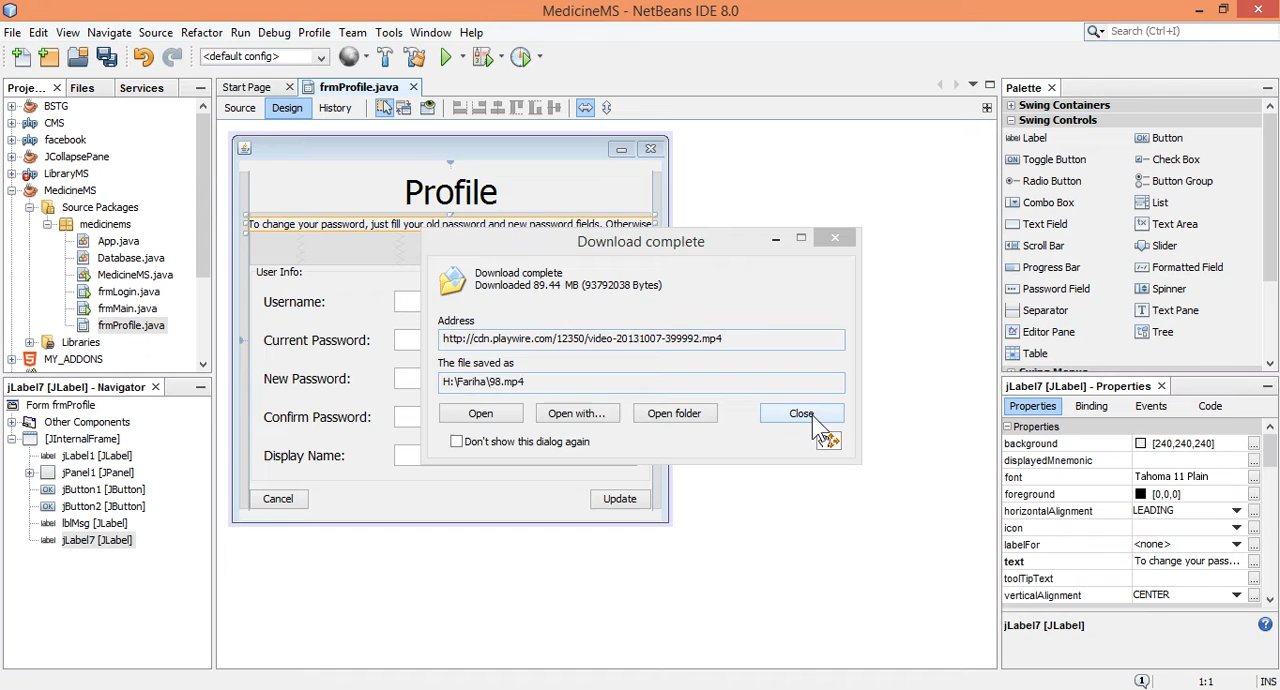 MedicineMS - NetBeans IDE 8.0
File Edit View Navigate Source Refactor Run Debug Profile Team Tools Window Help
Search (Ctrl+I)
<default config>
Proje... Files Services
BSTG
CMS
facebook
JCollapsePane
LibraryMS
MedicineMS
Source Packages
medicinems
App.java
Database.java
MedicineMS.java
frmLogin.java
frmMain.java
frmProfile.java
Libraries
MY_ADDONS
jLabel7 [JLabel] - Navigator
Form frmProfile
Other Components
[JInternalFrame]
jLabel1 [JLabel]
jPanel1 [JPanel]
jButton1 [JButton]
jButton2 [JButton]
lblMsg [JLabel]
jLabel7 [JLabel]
Start Page frmProfile.java
Source Design History
Profile
To change your password, just fill your old password and new password fields. Otherwise
User Info:
Username:
Current Password:
New Password:
Confirm Password:
Display Name:
Cancel Update
Download complete
Download complete
Downloaded 89.44 MB (93792038 Bytes)
Address
http://cdn.playwire.com/12350/video-20131007-399992.mp4
The file saved as
H:\Fariha\98.mp4
Open Open with... Open folder Close
Don't show this dialog again
Palette
Swing Containers
Swing Controls
Label Button
Toggle Button Check Box
Radio Button Button Group
Combo Box List
Text Field Text Area
Scroll Bar Slider
Progress Bar Formatted Field
Password Field Spinner
Separator Text Pane
Editor Pane Tree
Table
jLabel7 [JLabel] - Properties
Properties Binding Events Code
Properties
background [240,240,240]
displayedMnemonic
font Tahoma 11 Plain
foreground [0,0,0]
horizontalAlignment LEADING
icon
labelFor <none>
text To change your pass...
toolTipText
verticalAlignment CENTER
jLabel7 [JLabel]
1:1 INS